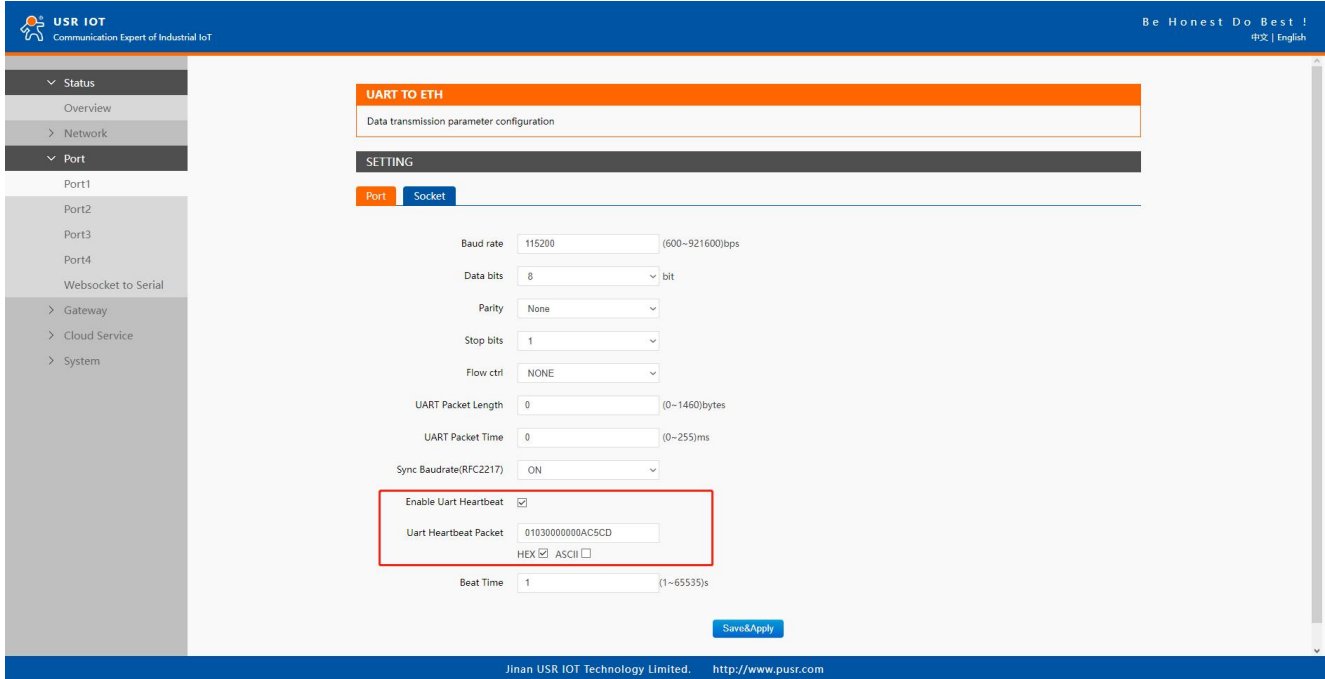 USR IOT
Communication Expert of Industrial IoT
Be Honest Do Best !
中文 | English
Status
Overview
Network
Port
Port1
Port2
Port3
Port4
Websocket to Serial
Gateway
Cloud Service
System
UART TO ETH
Data transmission parameter configuration
SETTING
Port Socket
Baud rate 115200 (600~921600)bps
Data bits 8 bit
Parity None
Stop bits 1
Flow ctrl NONE
UART Packet Length 0 (0~1460)bytes
UART Packet Time 0 (0~255)ms
Sync Baudrate(RFC2217) ON
Enable Uart Heartbeat
Uart Heartbeat Packet 01030000000AC5CD
HEX ASCII
Beat Time 1 (1~65535)s
Save&Apply
Jinan USR IOT Technology Limited. http://www.pusr.com